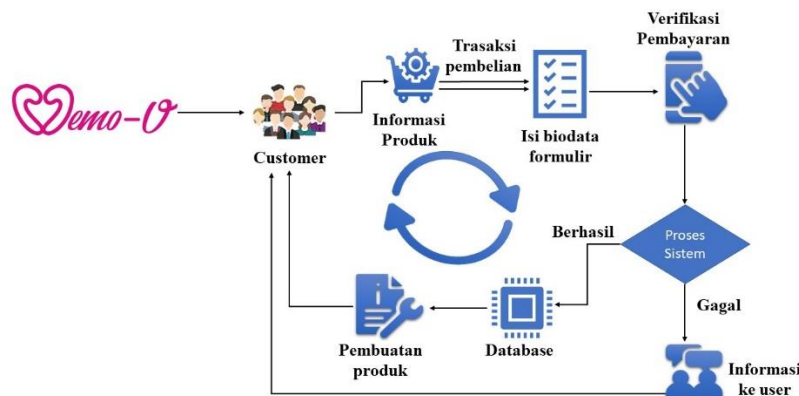 Memo-U
Customer
Informasi
Produk
Trasaksi
pembelian
Isi biodata
formulir
Verifikasi
Pembayaran
Proses
Sistem
Berhasil
Gagal
Database
Pembuatan
produk
Informasi
ke user